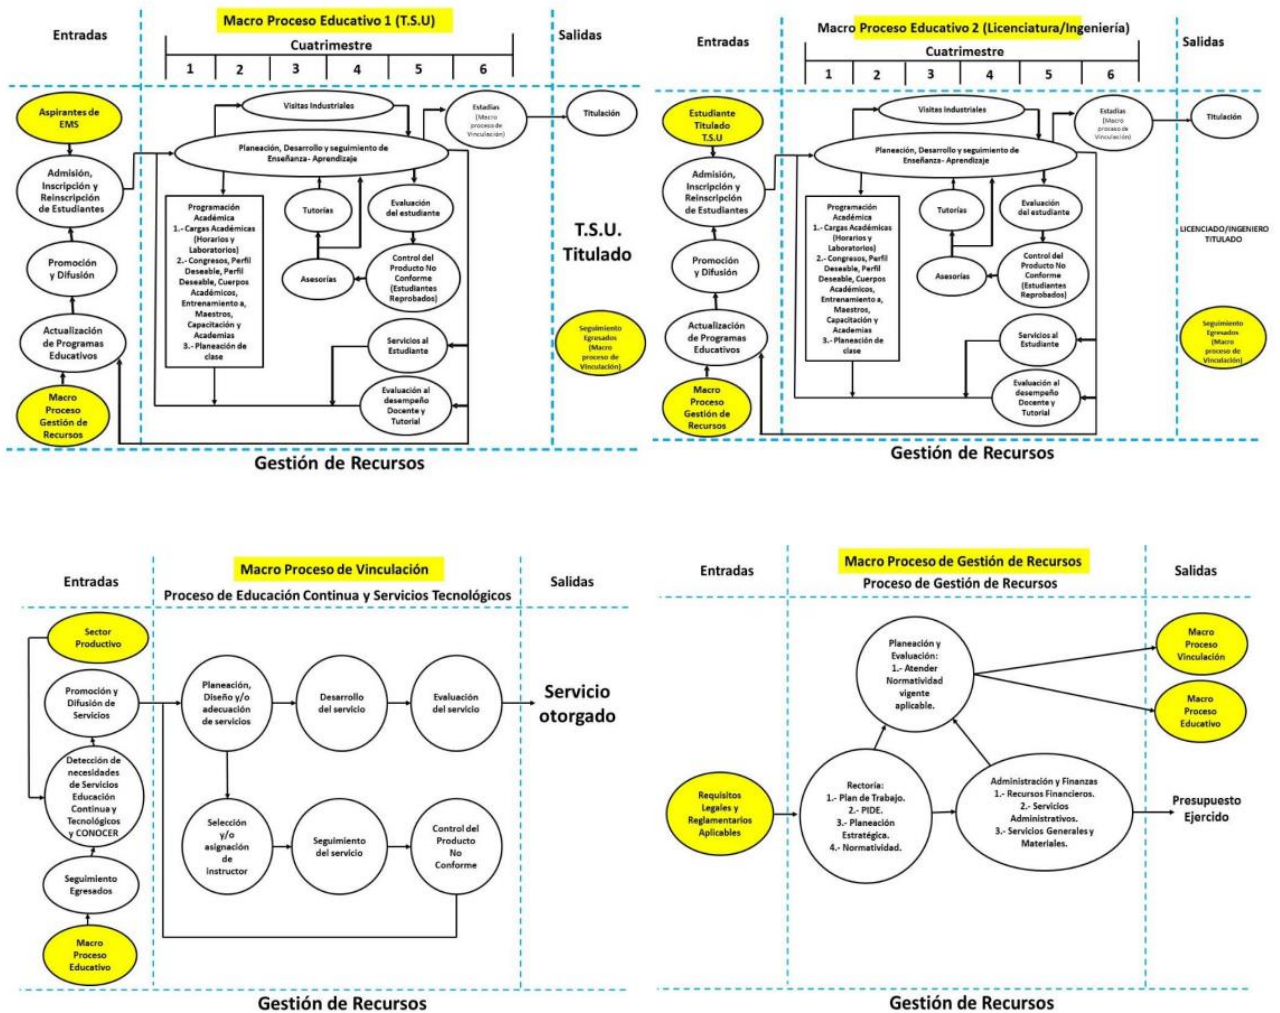 Macro Proceso Educativo 1 (T.S.U)
Entradas
Salidas
Cuatrimestre
1
2
3
4
5
6
Aspirantes de
EMS
Visitas Industriales
Estadías
(Macro
proceso de
Vinculación)
Titulación
Planeación, Desarrollo y seguimiento de
Enseñanza- Aprendizaje
Admisión,
Inscripción y
Reinscripción
de Estudiantes
Programación
Académica
1.- Cargas Académicas
(Horarios y
Laboratorios)
2.- Congresos, Perfil
Deseable, Perfil
Deseable, Cuerpos
Académicos,
Entrenamiento a,
Maestros,
Capacitación y
Academias
3.- Planeación de
clase
Tutorías
Evaluación
del estudiante
T.S.U.
Titulado
Promoción
y Difusión
Asesorías
Control del
Producto No
Conforme
(Estudiantes
Reprobados)
Actualización
de Programas
Educativos
Servicios al
Estudiante
Seguimiento
Egresados
(Macro
proceso de
Vinculación)
Macro
Proceso
Gestión de
Recursos
Evaluación al
desempeño
Docente y
Tutorial
Gestión de Recursos
Macro Proceso Educativo 2 (Licenciatura/Ingeniería)
Entradas
Salidas
Cuatrimestre
1
2
3
4
5
6
Estudiante
Titulado
T.S.U
Visitas Industriales
Estadías
(Macro
proceso de
Vinculación)
Titulación
Planeación, Desarrollo y seguimiento de
Enseñanza- Aprendizaje
Admisión,
Inscripción y
Reinscripción
de Estudiantes
Programación
Académica
1.- Cargas Académicas
(Horarios y
Laboratorios)
2.- Congresos, Perfil
Deseable, Perfil
Deseable, Cuerpos
Académicos,
Entrenamiento a,
Maestros,
Capacitación y
Academias
3.- Planeación de
clase
Tutorías
Evaluación
del estudiante
LICENCIADO/INGENIERO
TITULADO
Promoción
y Difusión
Asesorías
Control del
Producto No
Conforme
(Estudiantes
Reprobados)
Actualización
de Programas
Educativos
Servicios al
Estudiante
Seguimiento
Egresados
(Macro
proceso de
Vinculación)
Macro
Proceso
Gestión de
Recursos
Evaluación al
desempeño
Docente y
Tutorial
Gestión de Recursos
Macro Proceso de Vinculación
Entradas
Salidas
Proceso de Educación Continua y Servicios Tecnológicos
Sector
Productivo
Promoción y
Difusión de
Servicios
Planeación,
Diseño y/o
adecuación
de servicios
Desarrollo
del servicio
Evaluación
del servicio
Servicio
otorgado
Detección de
necesidades
de Servicios
Educación
Continua y
Tecnológicos
y CONOCER
Selección
y/o
asignación
de
Instructor
Seguimiento
del servicio
Control del
Producto
No
Conforme
Seguimiento
Egresados
Macro
Proceso
Educativo
Gestión de Recursos
Macro Proceso de Gestión de Recursos
Entradas
Salidas
Proceso de Gestión de Recursos
Planeación y
Evaluación:
1.- Atender
Normatividad
vigente
aplicable.
Macro
Proceso
Vinculación
Macro
Proceso
Educativo
Requisitos
Legales y
Reglamentarios
Aplicables
Rectoría:
1.- Plan de Trabajo.
2.- PIDE.
3.- Planeación
Estratégica.
4.- Normatividad.
Administración y Finanzas
1.- Recursos Financieros.
2.- Servicios
Administrativos.
3.- Servicios Generales y
Materiales.
Presupuesto
Ejercido
Gestión de Recursos